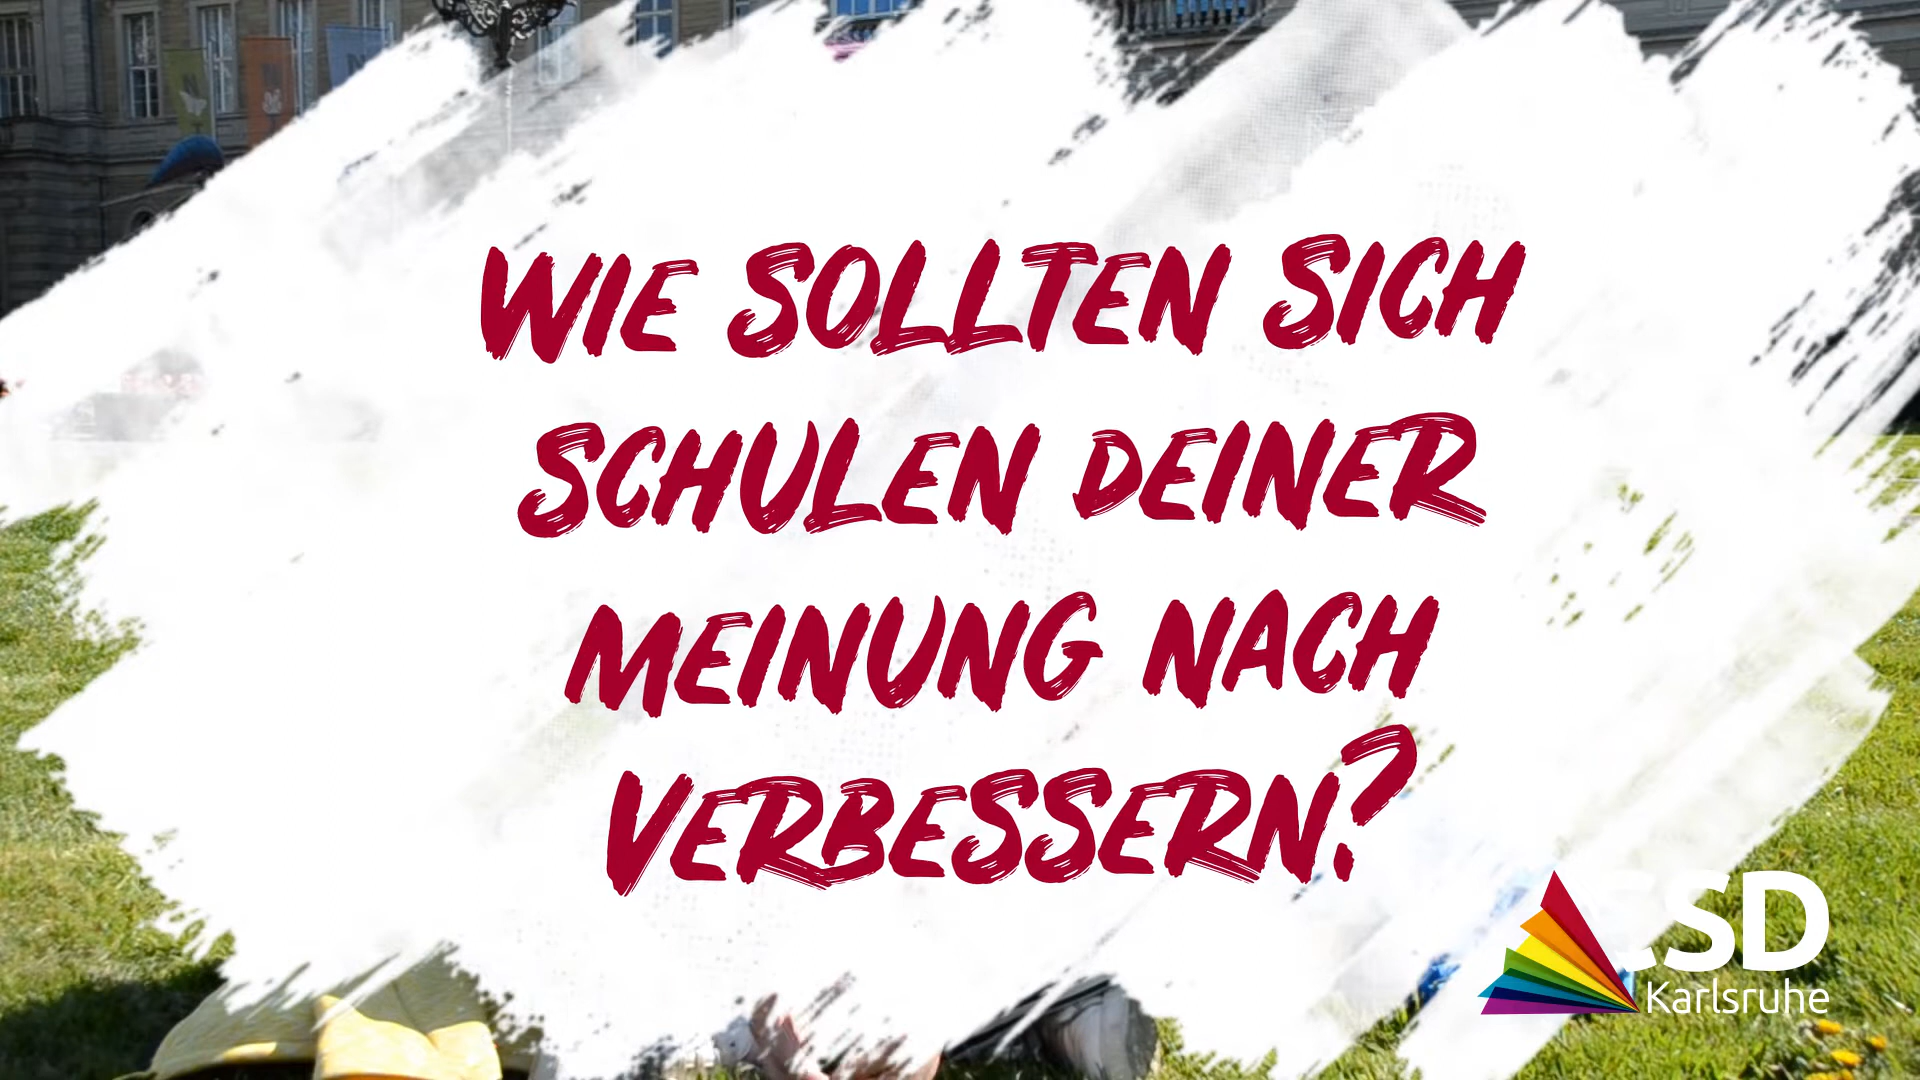 WIE SOLLTEN SICH
SCHULEN DEINER
MEINUNG NACH
VERBESSERN?
CSD
Karlsruhe